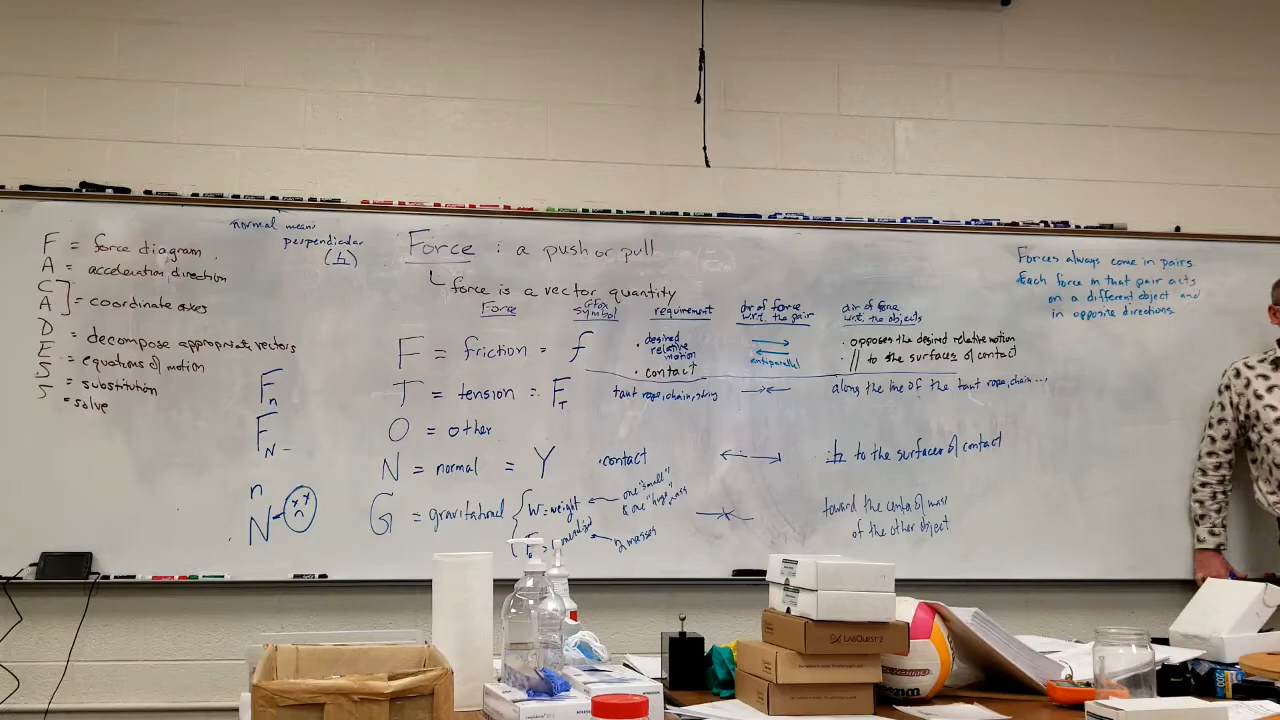 F = force diagram
A = acceleration direction
C
A ] = coordinate axes
D = decompose appropriate vectors
E = equations of motion
S = substitution
S = solve
normal means
perpendicular
(⊥)
Force : a push or pull
force is a vector quantity
Force symbol requirement dir of force w.r.t. the pair dir of force w.r.t. the objects
F = friction = f
· desired relative motion
· contact
antiparallel
· opposes the desired relative motion
· // to the surfaces of contact
T = tension = F_T taut rope, chain, string along the line of the taut rope, chain ...
O = other
N = normal = Y · contact ⊥ to the surfaces of contact
G = gravitational { W = weight ← one "small" & one "huge" mass
2 masses
toward the center of mass
of the other object
F_n
F_N
n
N
Forces always come in pairs.
Each force in that pair acts
on a different object and
in opposite directions.
LABQUEST 2